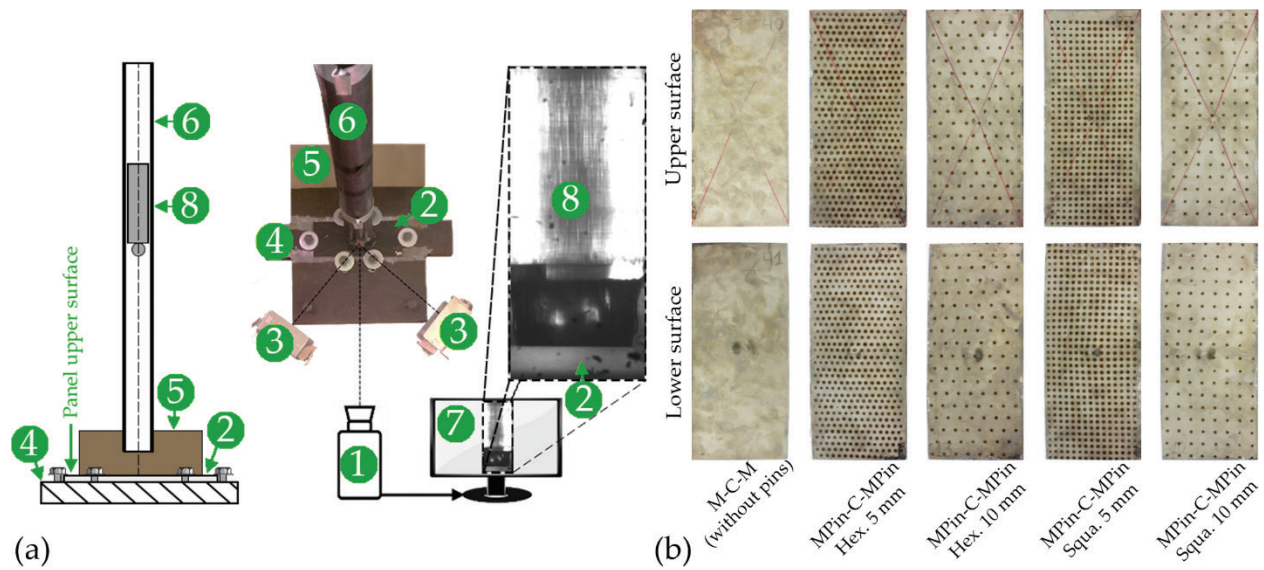 6
8
Panel upper surface
5
4
2
6
5
2
4
3
3
1
7
8
2
(a)
Upper surface
Lower surface
40
41
M-C-M
(without pins)
MPin-C-MPin
Hex. 5 mm
MPin-C-MPin
Hex. 10 mm
MPin-C-MPin
Squa. 5 mm
MPin-C-MPin
Squa. 10 mm
(b)